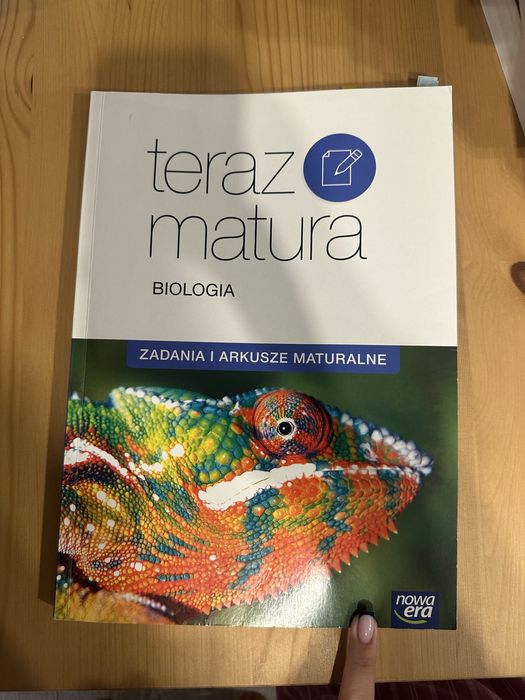 teraz
matura
BIOLOGIA
ZADANIA I ARKUSZE MATURALNE
nowa
era